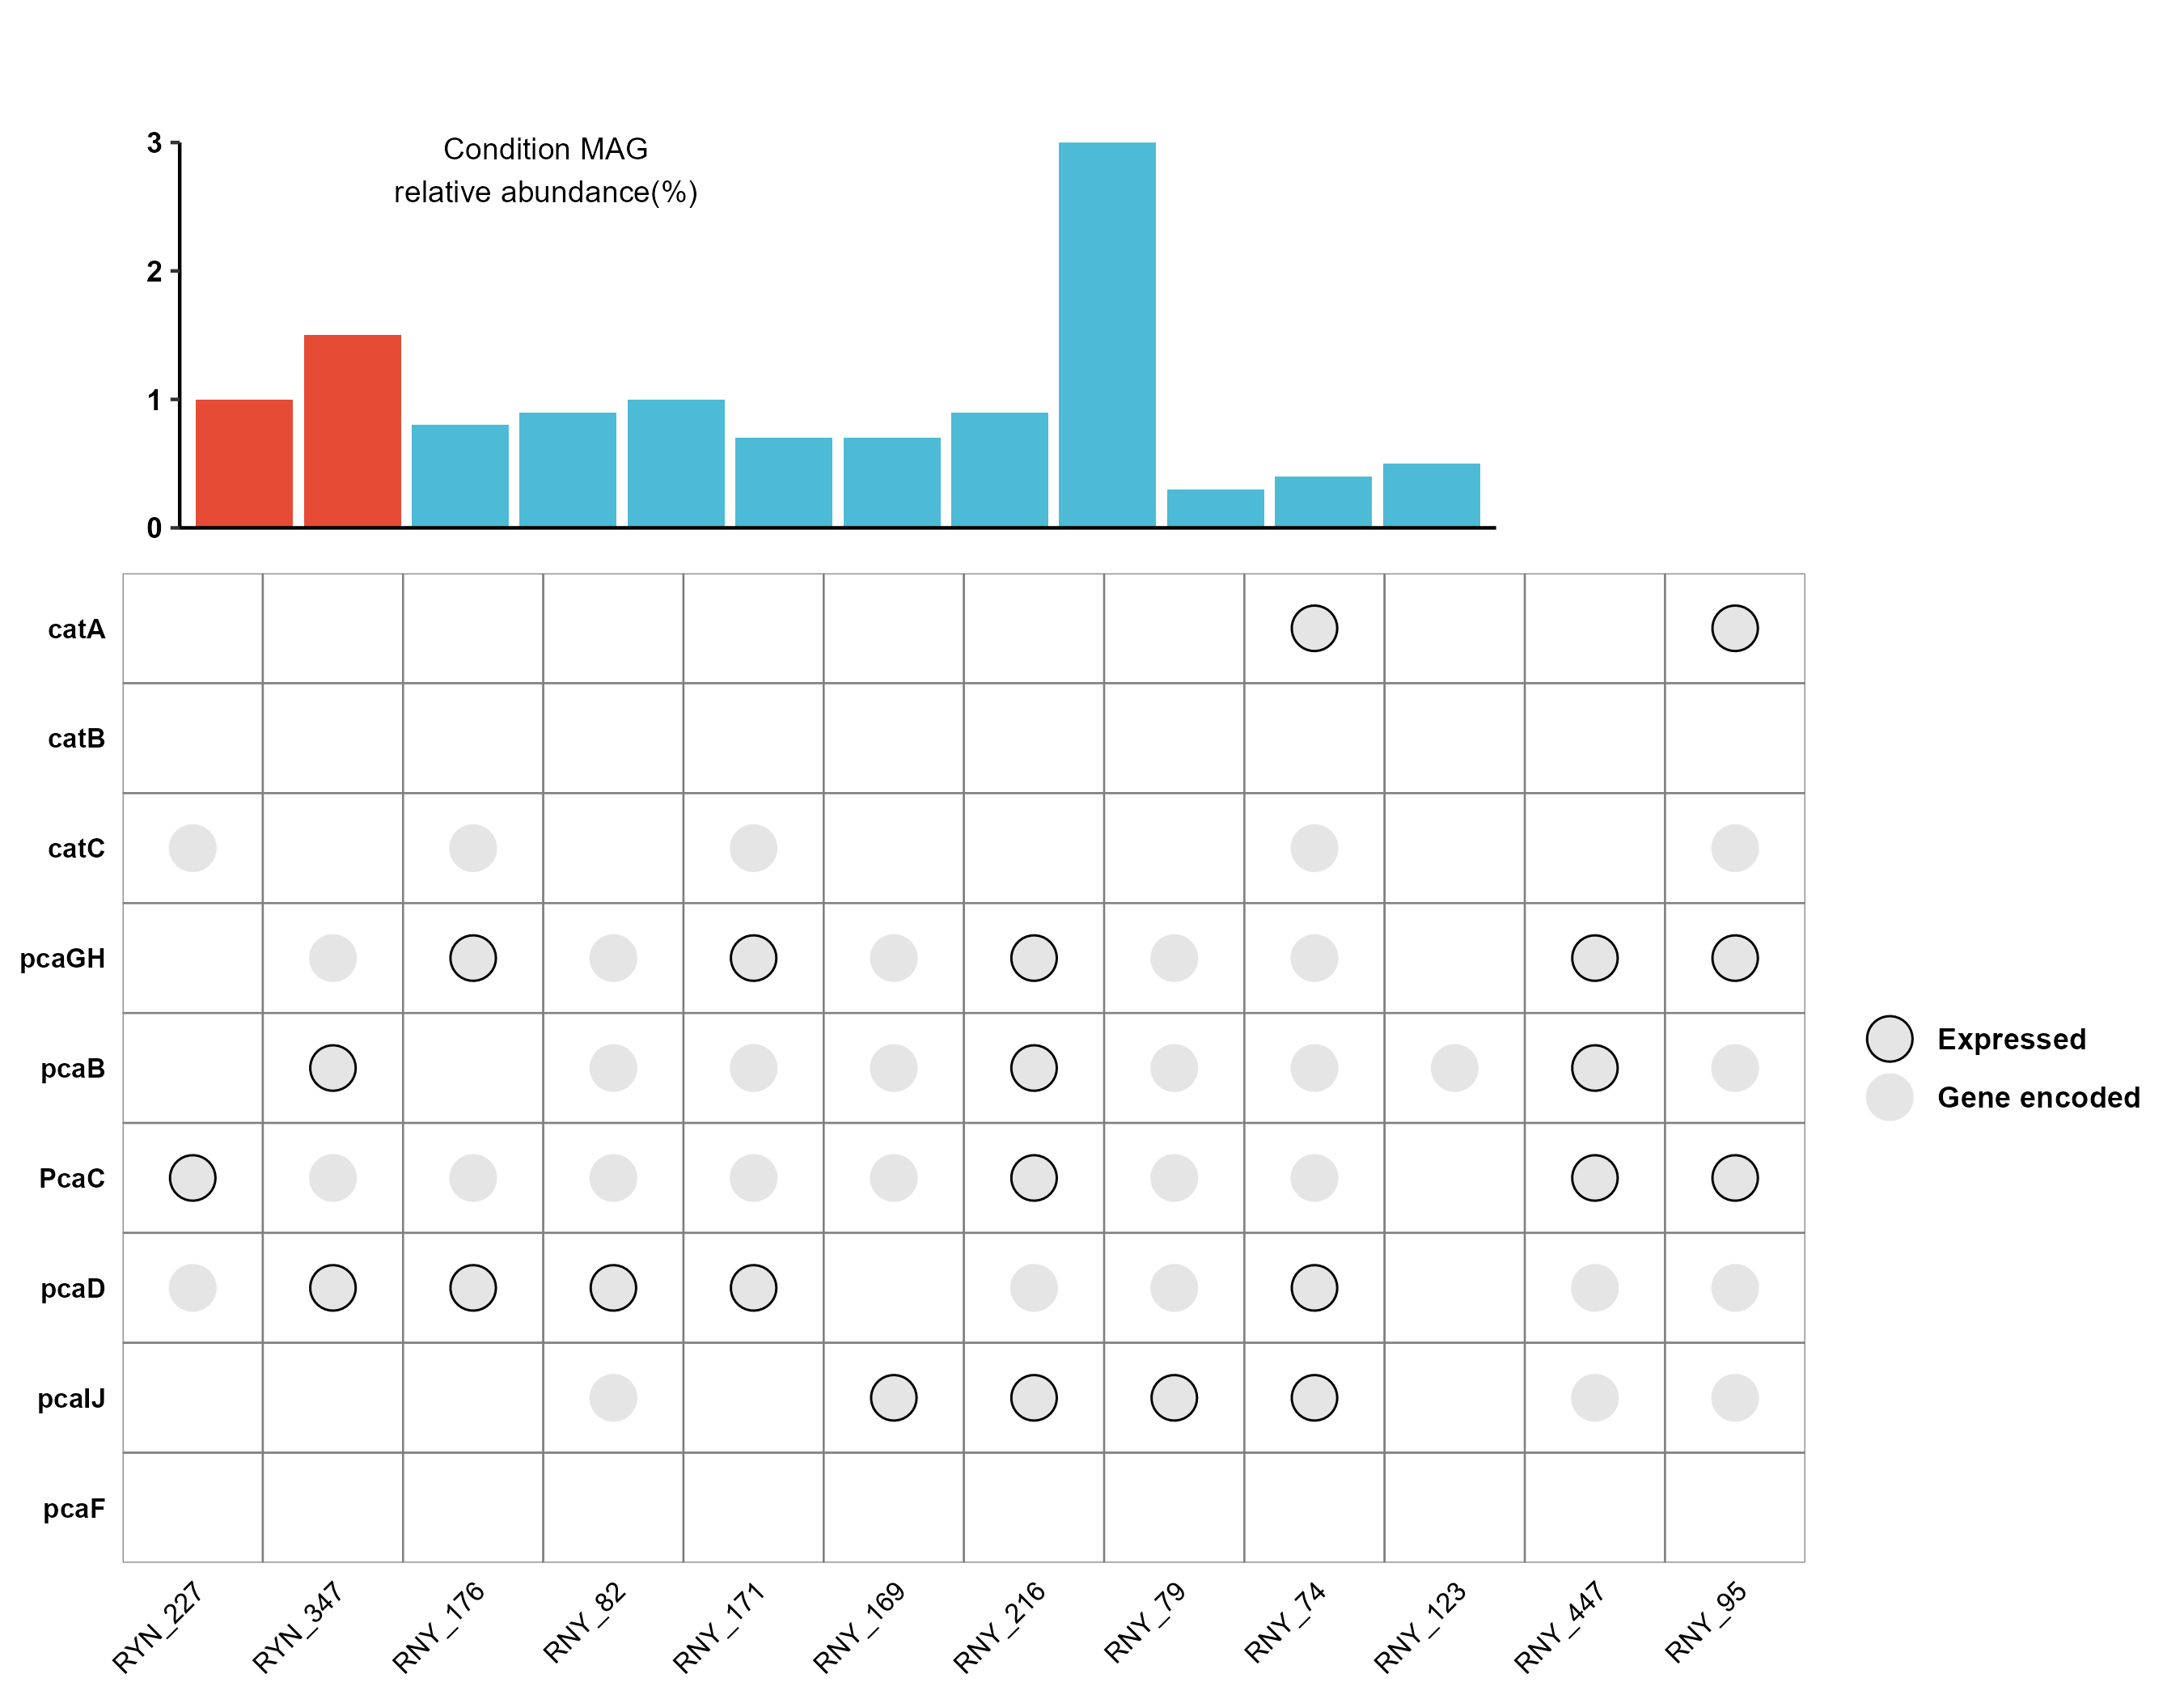 Condition MAG
relative abundance(%)
3
2
1
0
catA
catB
catC
pcaGH
pcaB
PcaC
pcaD
pcaIJ
pcaF
Expressed
Gene encoded
RYN_227
RYN_347
RNY_176
RNY_82
RNY_171
RNY_169
RNY_216
RNY_79
RNY_74
RNY_123
RNY_447
RNY_95